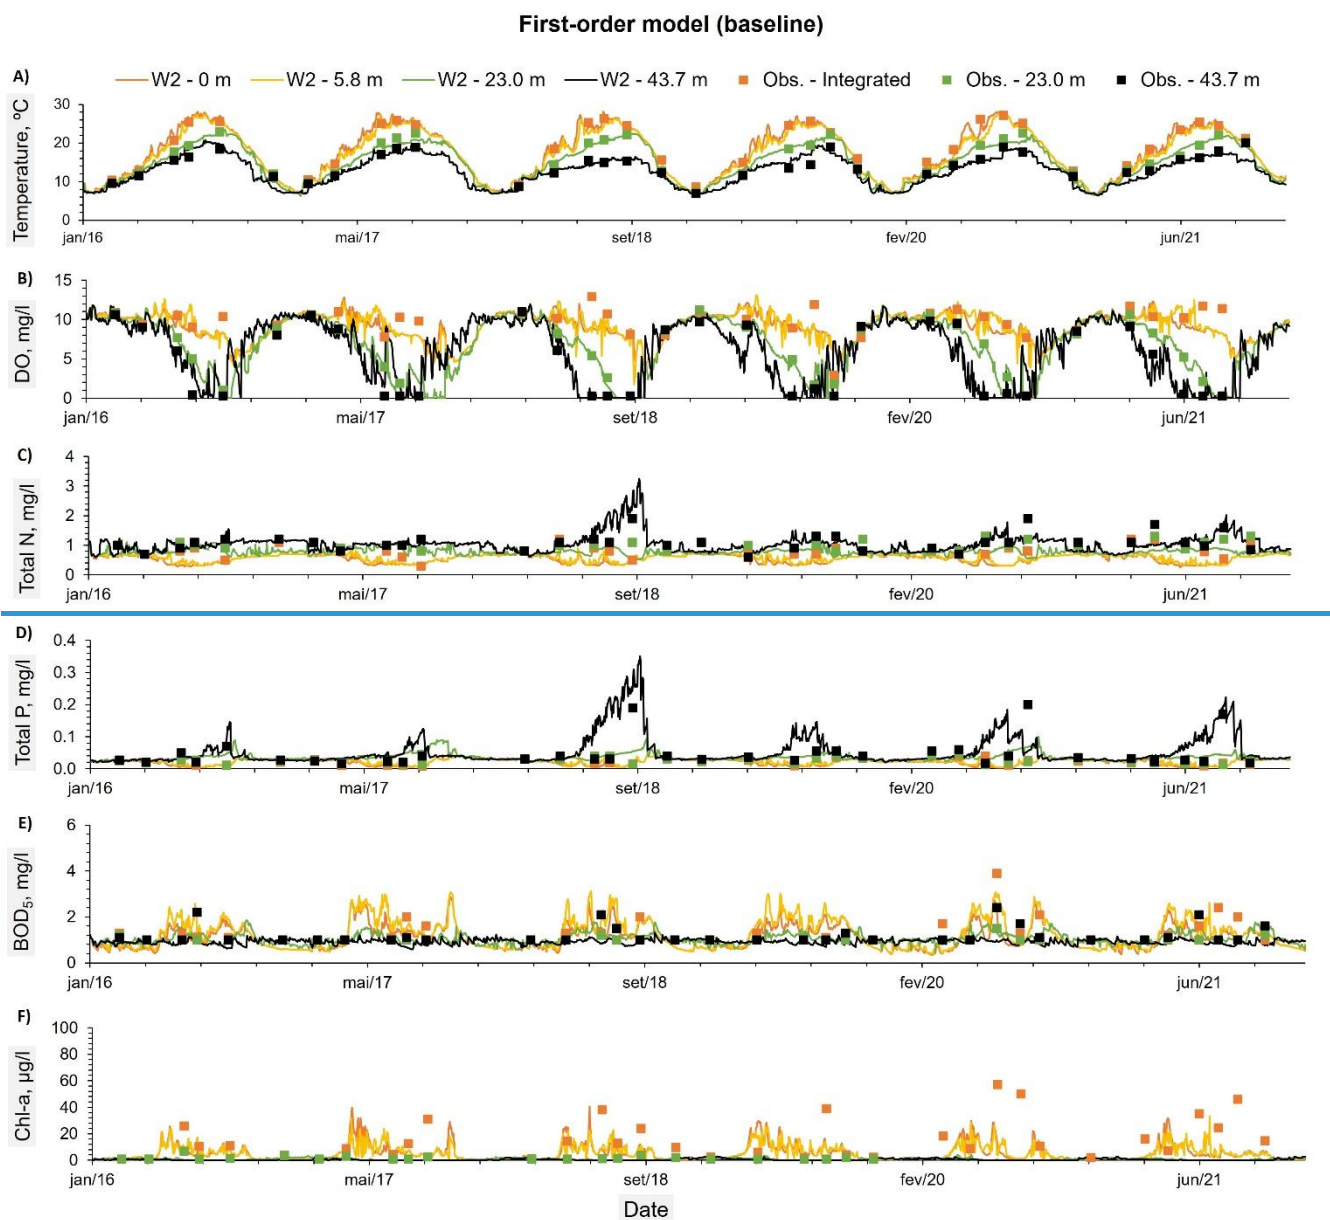 First-order model (baseline)
A)
W2 - 0 m W2 - 5.8 m W2 - 23.0 m W2 - 43.7 m Obs. - Integrated Obs. - 23.0 m Obs. - 43.7 m
Temperature, ºC
30
20
10
0
jan/16 mai/17 set/18 fev/20 jun/21
B)
DO, mg/l
15
10
5
0
jan/16 mai/17 set/18 fev/20 jun/21
C)
Total N, mg/l
4
3
2
1
0
jan/16 mai/17 set/18 fev/20 jun/21
D)
Total P, mg/l
0.4
0.3
0.2
0.1
0.0
jan/16 mai/17 set/18 fev/20 jun/21
E)
BOD₅, mg/l
6
4
2
0
jan/16 mai/17 set/18 fev/20 jun/21
F)
Chl-a, µg/l
100
80
60
40
20
0
jan/16 mai/17 set/18 fev/20 jun/21
Date